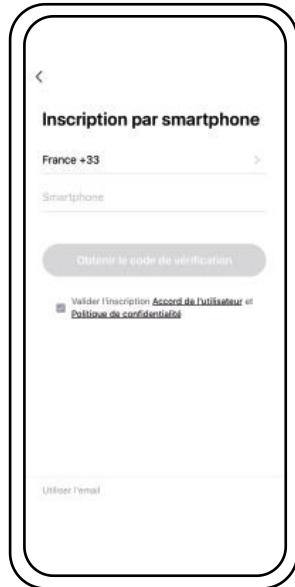 Inscription par smartphone
France +33
Smartphone
Obtenir le code de vérification
Valider l'inscription Accord de l'utilisateur et
Politique de confidentialité
Utiliser l'email